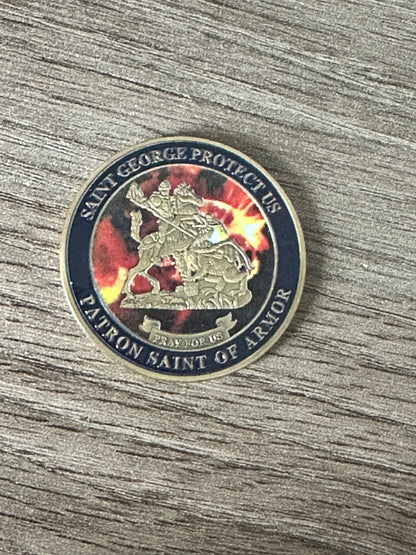 SAINT GEORGE PROTECT US
PRAY FOR US
PATRON SAINT OF ARMOR